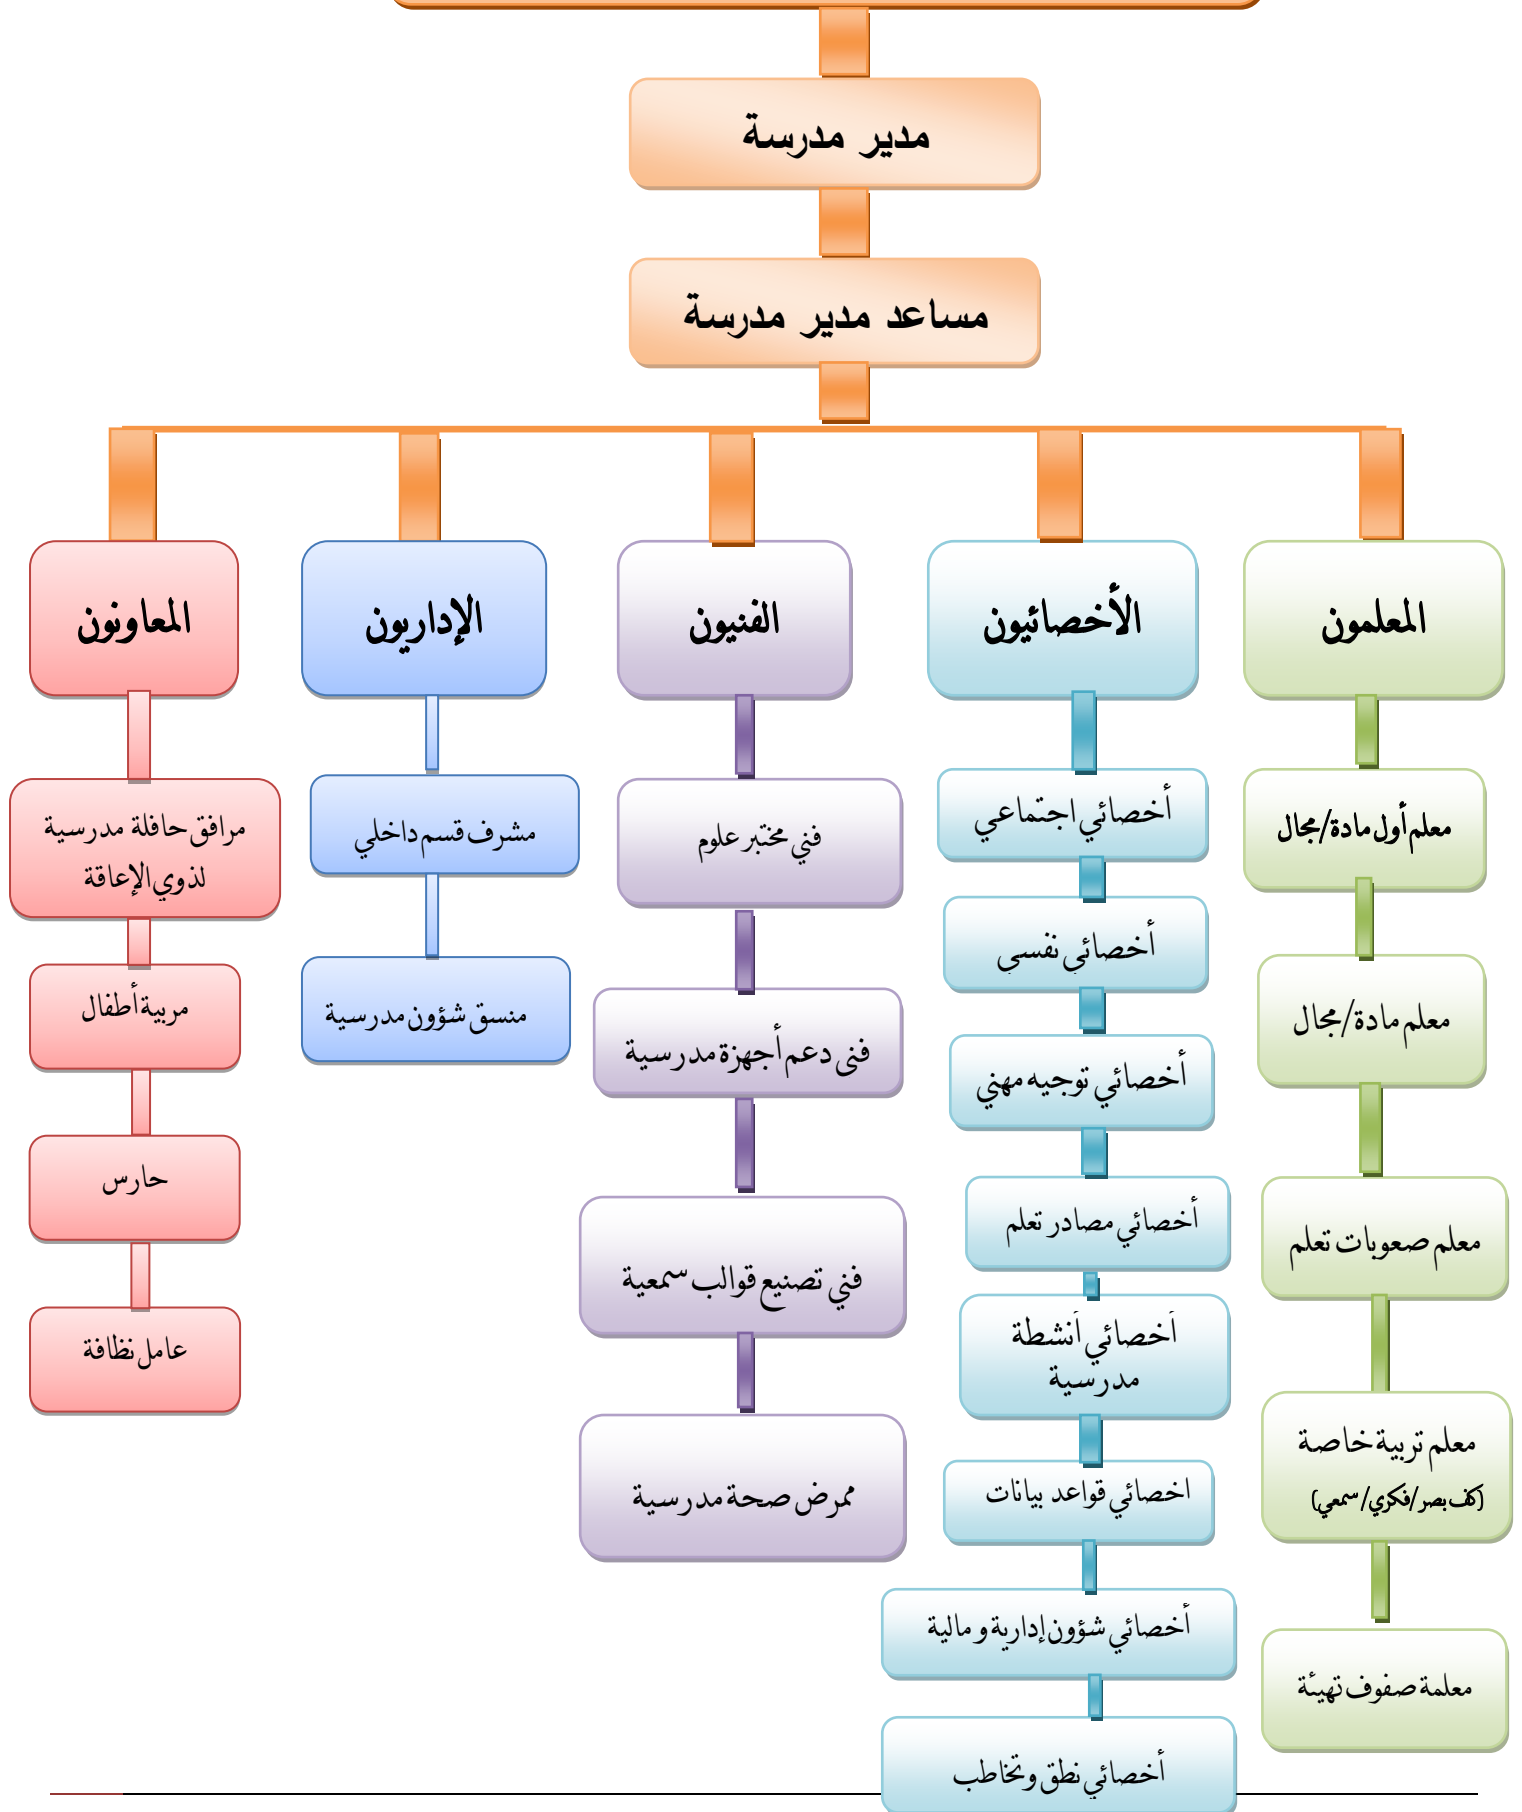 مدير مدرسة
مساعد مدير مدرسة
المعلمون
معلم أول مادة/مجال
معلم مادة/مجال
معلم صعوبات تعلم
معلم تربية خاصة
(كف بصر/فكري/سمعي)
معلمة صفوف تهيئة
الأخصائيون
أخصائي اجتماعي
أخصائي نفسي
أخصائي توجيه مهني
أخصائي مصادر تعلم
أخصائي أنشطة
مدرسية
اخصائي قواعد بيانات
أخصائي شؤون إدارية و مالية
أخصائي نطق وتخاطب
الفنيون
فني مختبر علوم
فنى دعم أجهزة مدرسية
فني تصنيع قوالب سمعية
ممرض صحة مدرسية
الإداريون
مشرف قسم داخلي
منسق شؤون مدرسية
المعاونون
مرافق حافلة مدرسية
لذوي الإعاقة
مربية أطفال
حارس
عامل نظافة